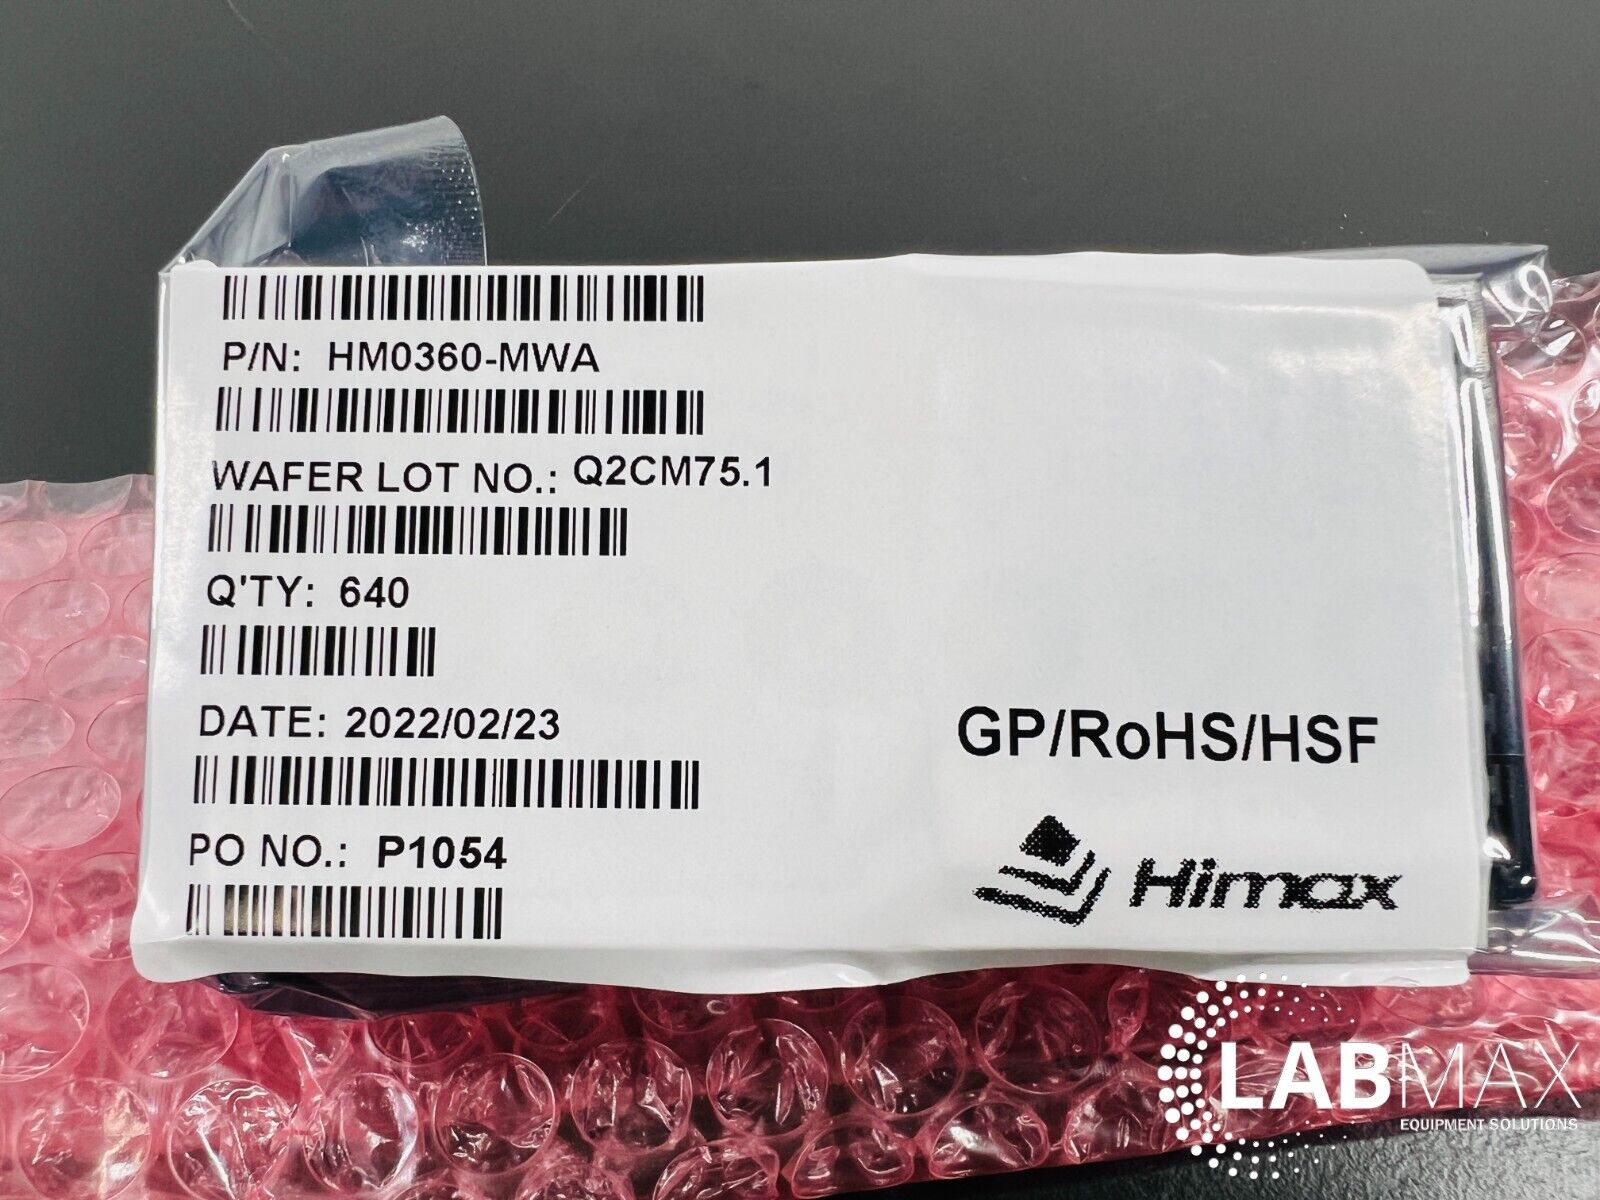 P/N: HM0360-MWA
WAFER LOT NO.: Q2CM75.1
Q'TY: 640
DATE: 2022/02/23
PO NO.: P1054
GP/RoHS/HSF
Himax
LABMAX
EQUIPMENT SOLUTIONS